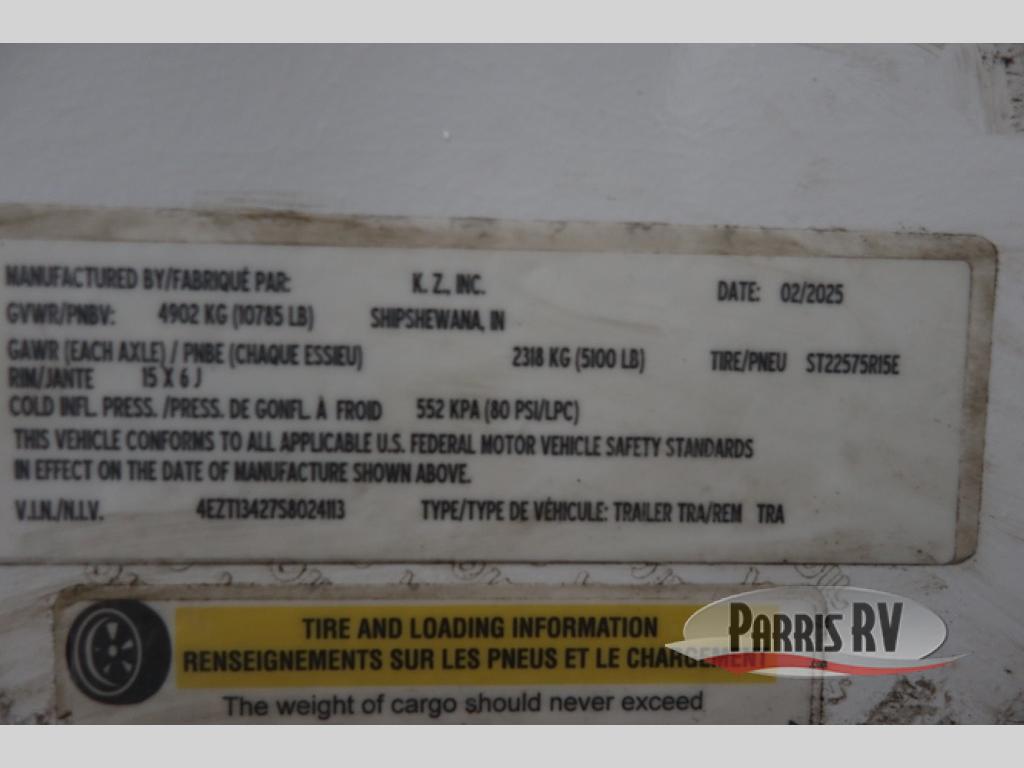 MANUFACTURED BY/FABRIQUÉ PAR: K. Z., INC. DATE: 02/2025
GVWR/PNBV: 4902 KG (10785 LB) SHIPSHEWANA, IN
GAWR (EACH AXLE) / PNBE (CHAQUE ESSIEU) 2318 KG (5100 LB) TIRE/PNEU ST22575R15E
RIM/JANTE 15 X 6 J
COLD INFL. PRESS. /PRESS. DE GONFL. À FROID 552 KPA (80 PSI/LPC)
THIS VEHICLE CONFORMS TO ALL APPLICABLE U.S. FEDERAL MOTOR VEHICLE SAFETY STANDARDS
IN EFFECT ON THE DATE OF MANUFACTURE SHOWN ABOVE.
V.I.N./N.I.V. 4EZT13427S8024113 TYPE/TYPE DE VÉHICULE: TRAILER TRA/REM TRA
TIRE AND LOADING INFORMATION
RENSEIGNEMENTS SUR LES PNEUS ET LE CHARGEMENT
The weight of cargo should never exceed
PARRIS RV
.com